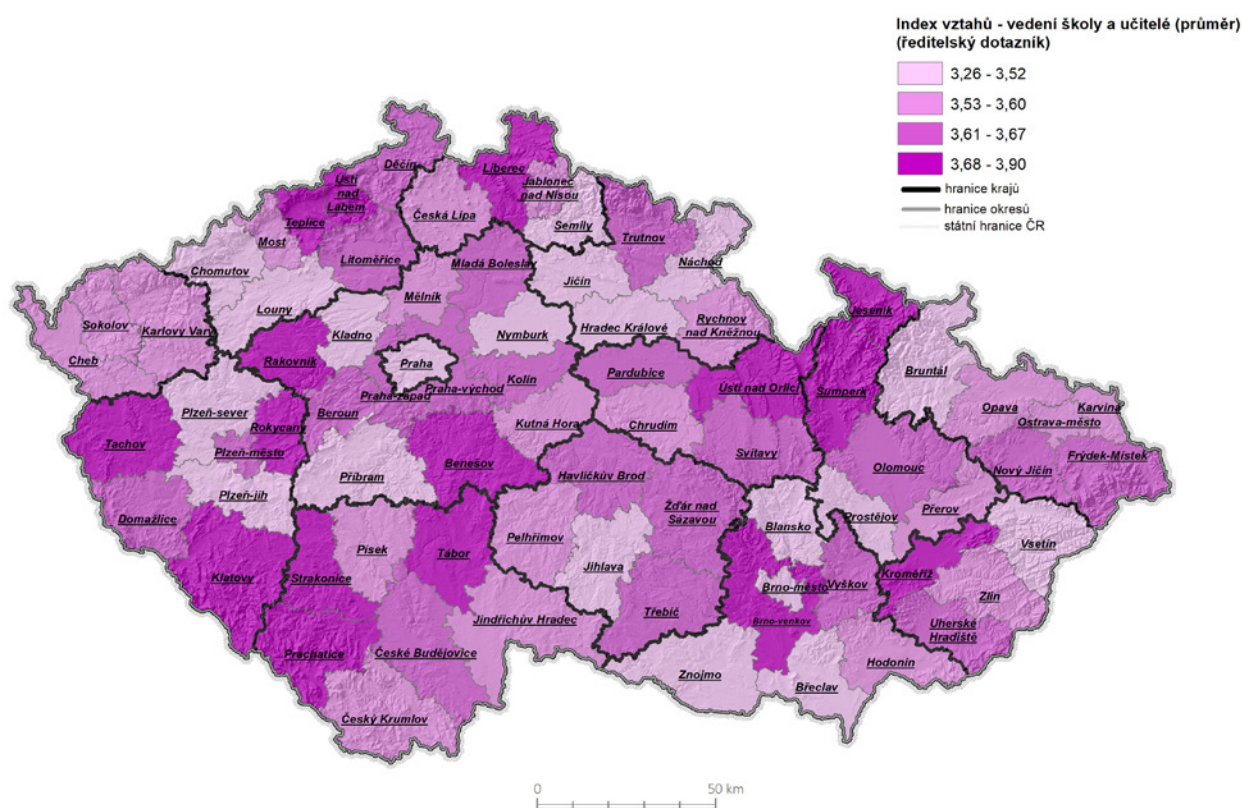 Index vztahů - vedení školy a učitelé (průměr)
(ředitelský dotazník)
3,26 - 3,52
3,53 - 3,60
3,61 - 3,67
3,68 - 3,90
hranice krajů
hranice okresů
státní hranice ČR
Děčín
Liberec
Ústí
nad
Labem
Jablonec
nad Nisou
Teplice
Česká Lípa
Semily
Most
Trutnov
Litoměřice
Mladá Boleslav
Náchod
Chomutov
Jičín
Mělník
Louny
Jeseník
Sokolov
Karlovy Vary
Kladno
Nymburk
Hradec Králové
Rychnov
nad Kněžnou
Cheb
Rakovník
Praha
Bruntál
Pardubice
Kolín
Praha-východ
Praha-západ
Ústí nad Orlicí
Šumperk
Beroun
Plzeň-sever
Opava
Karviná
Ostrava-město
Rokycany
Kutná Hora
Chrudim
Tachov
Plzeň-město
Svitavy
Frýdek-Místek
Benešov
Olomouc
Nový Jičín
Příbram
Havlíčkův Brod
Plzeň-jih
Domažlice
Žďár nad
Sázavou
Přerov
Prostějov
Blansko
Pelhřimov
Vsetín
Písek
Tábor
Jihlava
Klatovy
Strakonice
Kroměříž
Brno-město
Vyškov
Zlín
Třebíč
Jindřichův Hradec
Brno-venkov
Uherské
Hradiště
Prachatice
České Budějovice
Hodonín
Znojmo
Břeclav
Český Krumlov
0 50 km